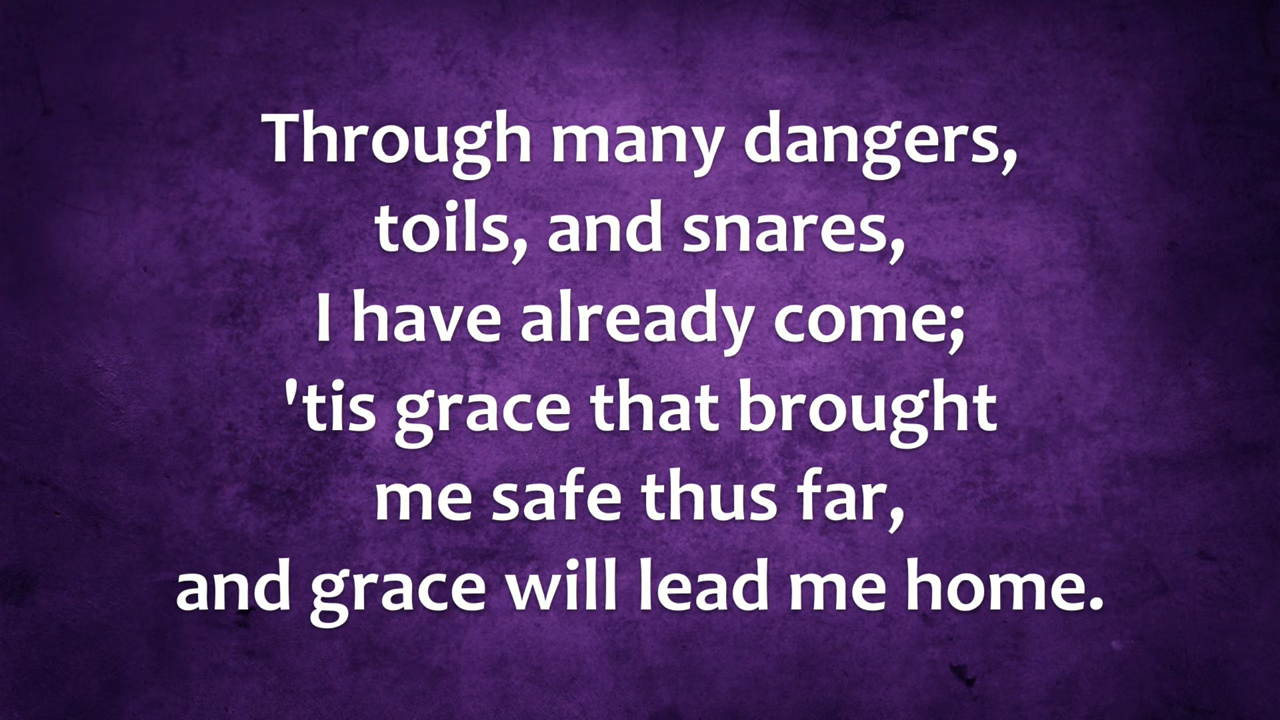 Through many dangers,
toils, and snares,
I have already come;
'tis grace that brought
me safe thus far,
and grace will lead me home.